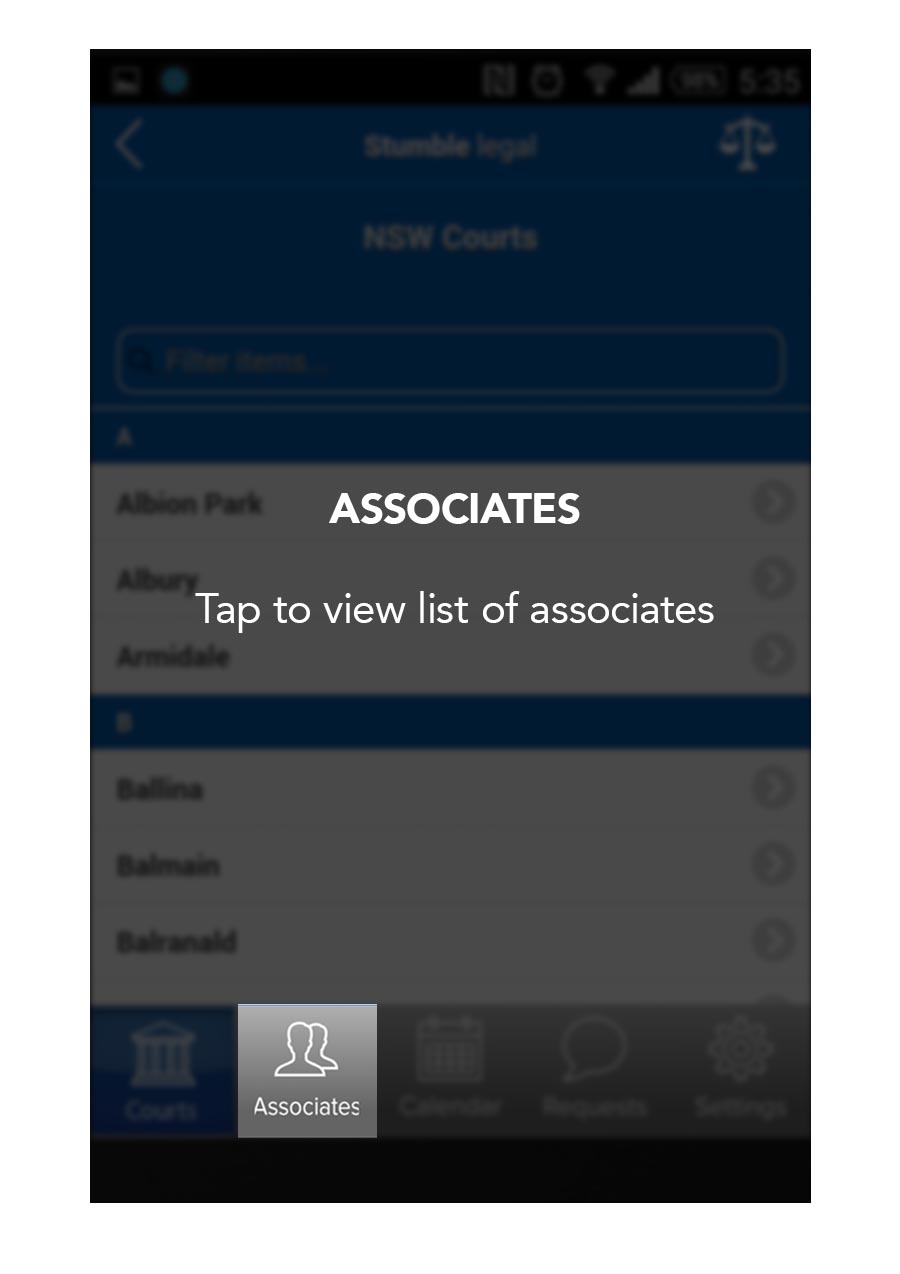 5:35
Stumble legal
NSW Courts
Filter items...
A
Albion Park
ASSOCIATES
Albury
Tap to view list of associates
Armidale
B
Ballina
Balmain
Balranald
Courts
Associates
Calendar
Requests
Settings